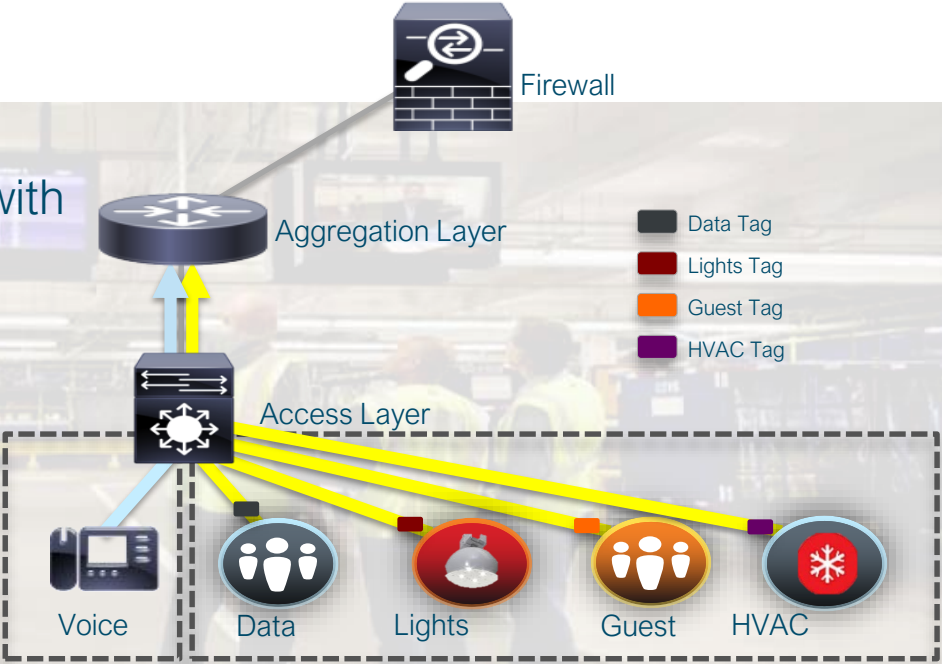 Firewall
with
Aggregation Layer
Data Tag
Lights Tag
Guest Tag
HVAC Tag
Access Layer
Voice
Data
Lights
Guest
HVAC